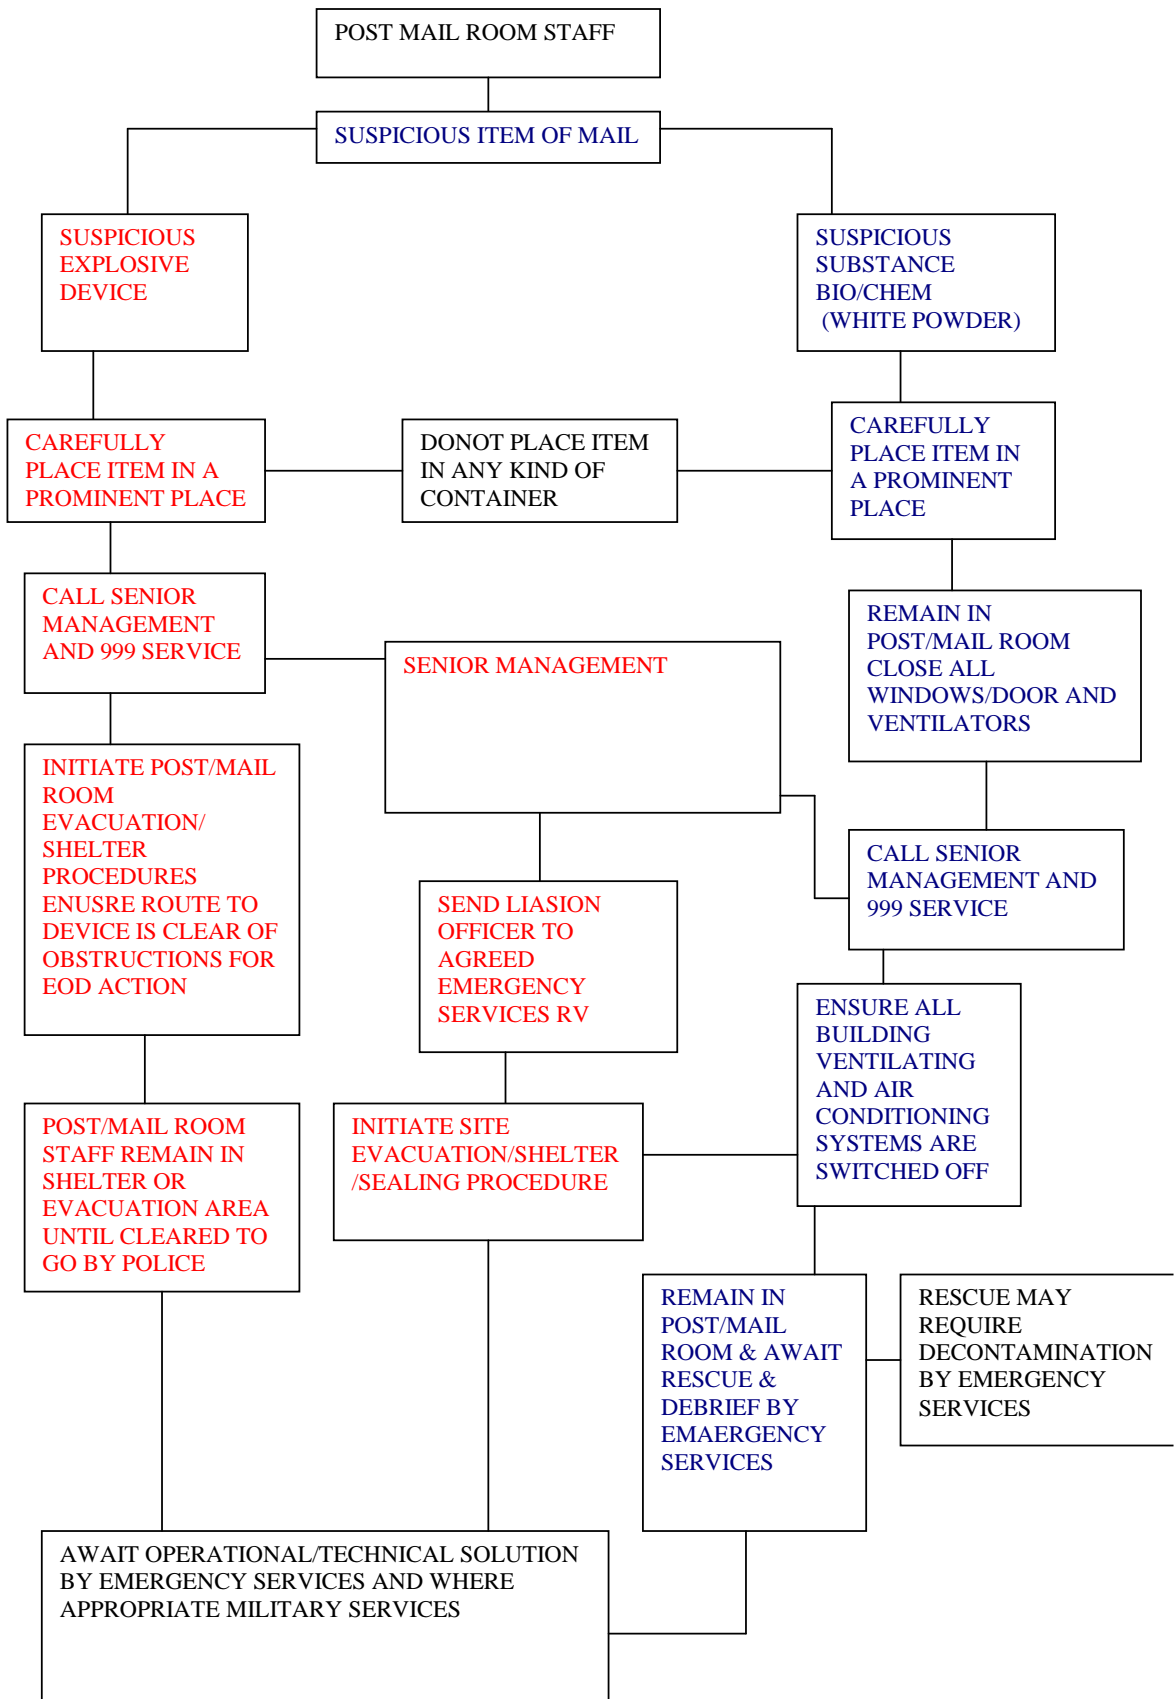 POST MAIL ROOM STAFF
SUSPICIOUS ITEM OF MAIL
SUSPICIOUS
EXPLOSIVE
DEVICE
SUSPICIOUS
SUBSTANCE
BIO/CHEM
(WHITE POWDER)
CAREFULLY
PLACE ITEM IN A
PROMINENT PLACE
DONOT PLACE ITEM
IN ANY KIND OF
CONTAINER
CAREFULLY
PLACE ITEM IN
A PROMINENT
PLACE
CALL SENIOR
MANAGEMENT
AND 999 SERVICE
SENIOR MANAGEMENT
REMAIN IN
POST/MAIL ROOM
CLOSE ALL
WINDOWS/DOOR AND
VENTILATORS
INITIATE POST/MAIL
ROOM
EVACUATION/
SHELTER
PROCEDURES
ENUSRE ROUTE TO
DEVICE IS CLEAR OF
OBSTRUCTIONS FOR
EOD ACTION
SEND LIASION
OFFICER TO
AGREED
EMERGENCY
SERVICES RV
CALL SENIOR
MANAGEMENT AND
999 SERVICE
ENSURE ALL
BUILDING
VENTILATING
AND AIR
CONDITIONING
SYSTEMS ARE
SWITCHED OFF
POST/MAIL ROOM
STAFF REMAIN IN
SHELTER OR
EVACUATION AREA
UNTIL CLEARED TO
GO BY POLICE
INITIATE SITE
EVACUATION/SHELTER
/SEALING PROCEDURE
REMAIN IN
POST/MAIL
ROOM & AWAIT
RESCUE &
DEBRIEF BY
EMAERGENCY
SERVICES
RESCUE MAY
REQUIRE
DECONTAMINATION
BY EMERGENCY
SERVICES
AWAIT OPERATIONAL/TECHNICAL SOLUTION
BY EMERGENCY SERVICES AND WHERE
APPROPRIATE MILITARY SERVICES